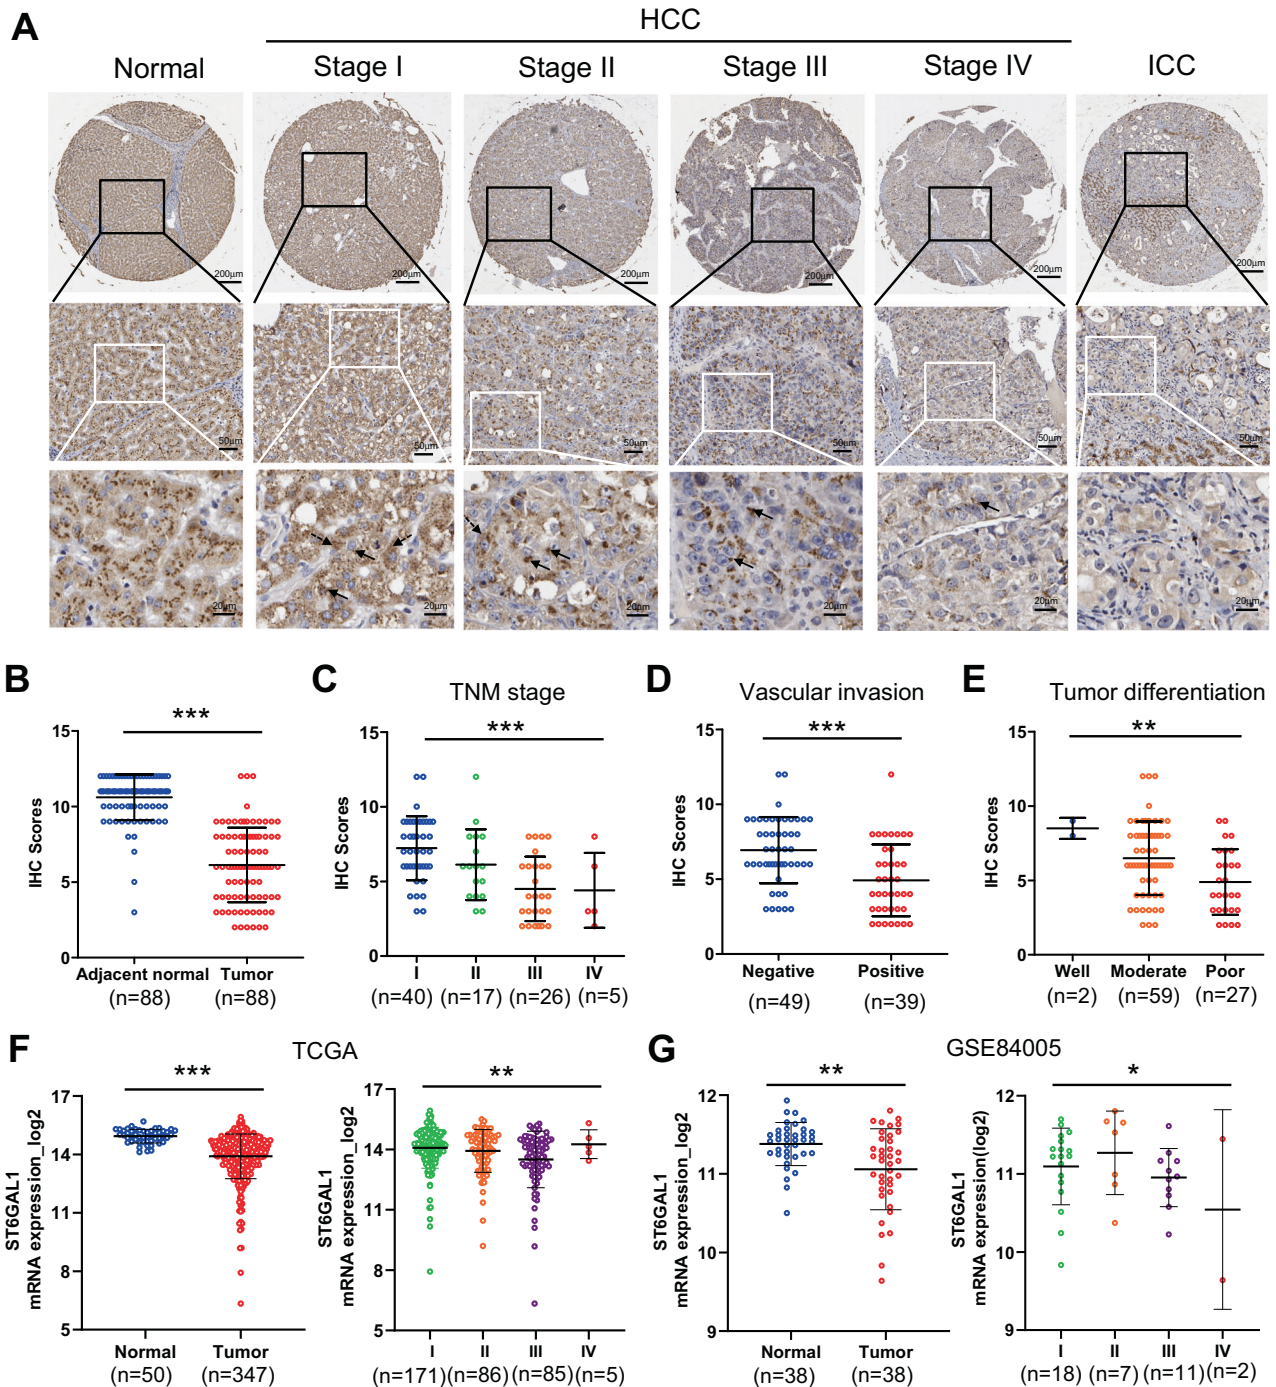 A
HCC
Normal
Stage I
Stage II
Stage III
Stage IV
ICC
200μm
200μm
200μm
200μm
200μm
200μm
50μm
50μm
50μm
50μm
50μm
50μm
20μm
20μm
20μm
20μm
20μm
20μm
B
***
15
10
5
0
IHC Scores
Adjacent normal
Tumor
(n=88)
(n=88)
C
TNM stage
***
15
10
5
0
IHC Scores
I
II
III
IV
(n=40)
(n=17)
(n=26)
(n=5)
D
Vascular invasion
***
15
10
5
0
IHC Scores
Negative
Positive
(n=49)
(n=39)
E
Tumor differentiation
**
15
10
5
0
IHC Scores
Well
Moderate
Poor
(n=2)
(n=59)
(n=27)
F
TCGA
***
17
14
11
8
5
ST6GAL1
mRNA expression_log2
Normal
Tumor
(n=50)
(n=347)
**
17
14
11
8
5
ST6GAL1
mRNA expression_log2
I
II
III
IV
(n=171)
(n=86)
(n=85)
(n=5)
G
GSE84005
**
12
11
10
9
ST6GAL1
mRNA expression_log2
Normal
Tumor
(n=38)
(n=38)
*
12
11
10
9
ST6GAL1
mRNA expression(log2)
I
II
III
IV
(n=18)
(n=7)
(n=11)
(n=2)